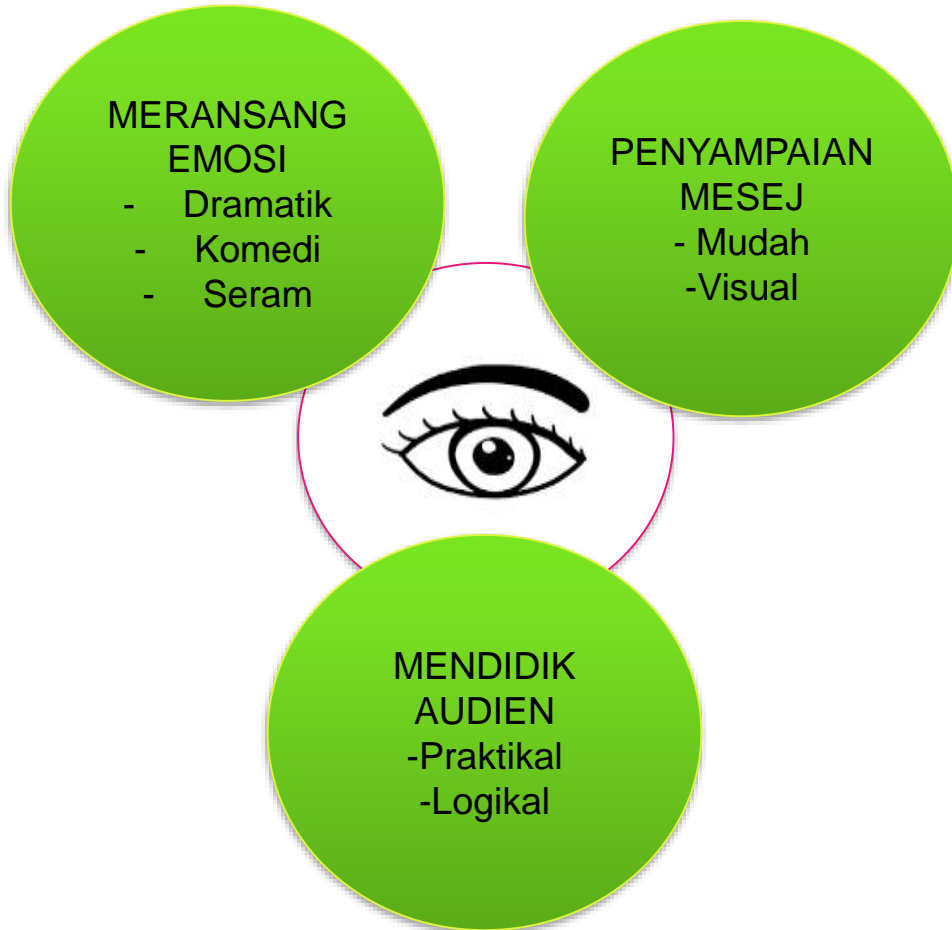 MERANSANG
EMOSI
- Dramatik
- Komedi
- Seram
PENYAMPAIAN
MESEJ
- Mudah
-Visual
MENDIDIK
AUDIEN
-Praktikal
-Logikal